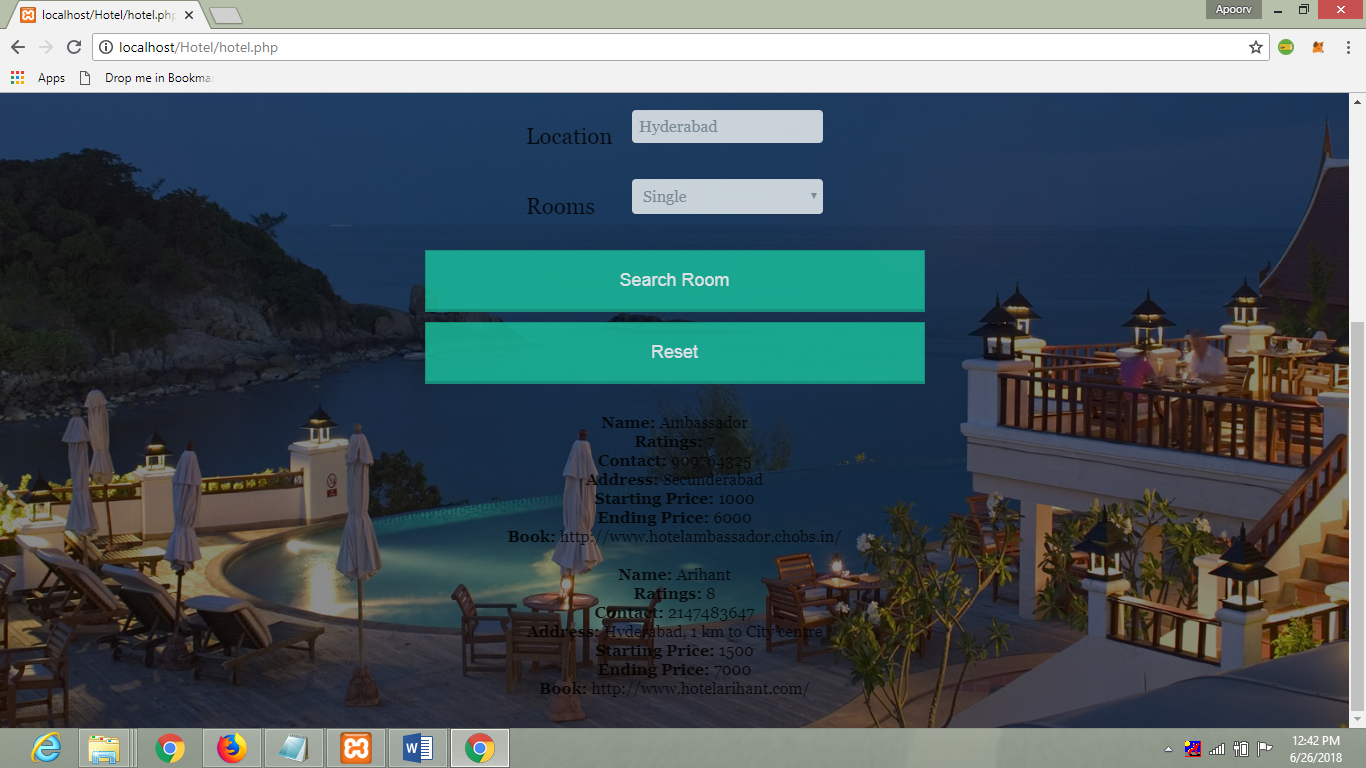 localhost/Hotel/hotel.php
Apoorv
localhost/Hotel/hotel.php
Apps
Drop me in Bookma
Location
Hyderabad
Rooms
Single
Search Room
Reset
Name: Ambassador
Ratings: 7
Contact: 909764325
Address: Secunderabad
Starting Price: 1000
Ending Price: 6000
Book: http://www.hotelambassador.chobs.in/
Name: Arihant
Ratings: 8
Contact: 2147483647
Address: Hyderabad, 1 km to City centre
Starting Price: 1500
Ending Price: 7000
Book: http://www.hotelarihant.com/
12:42 PM
6/26/2018